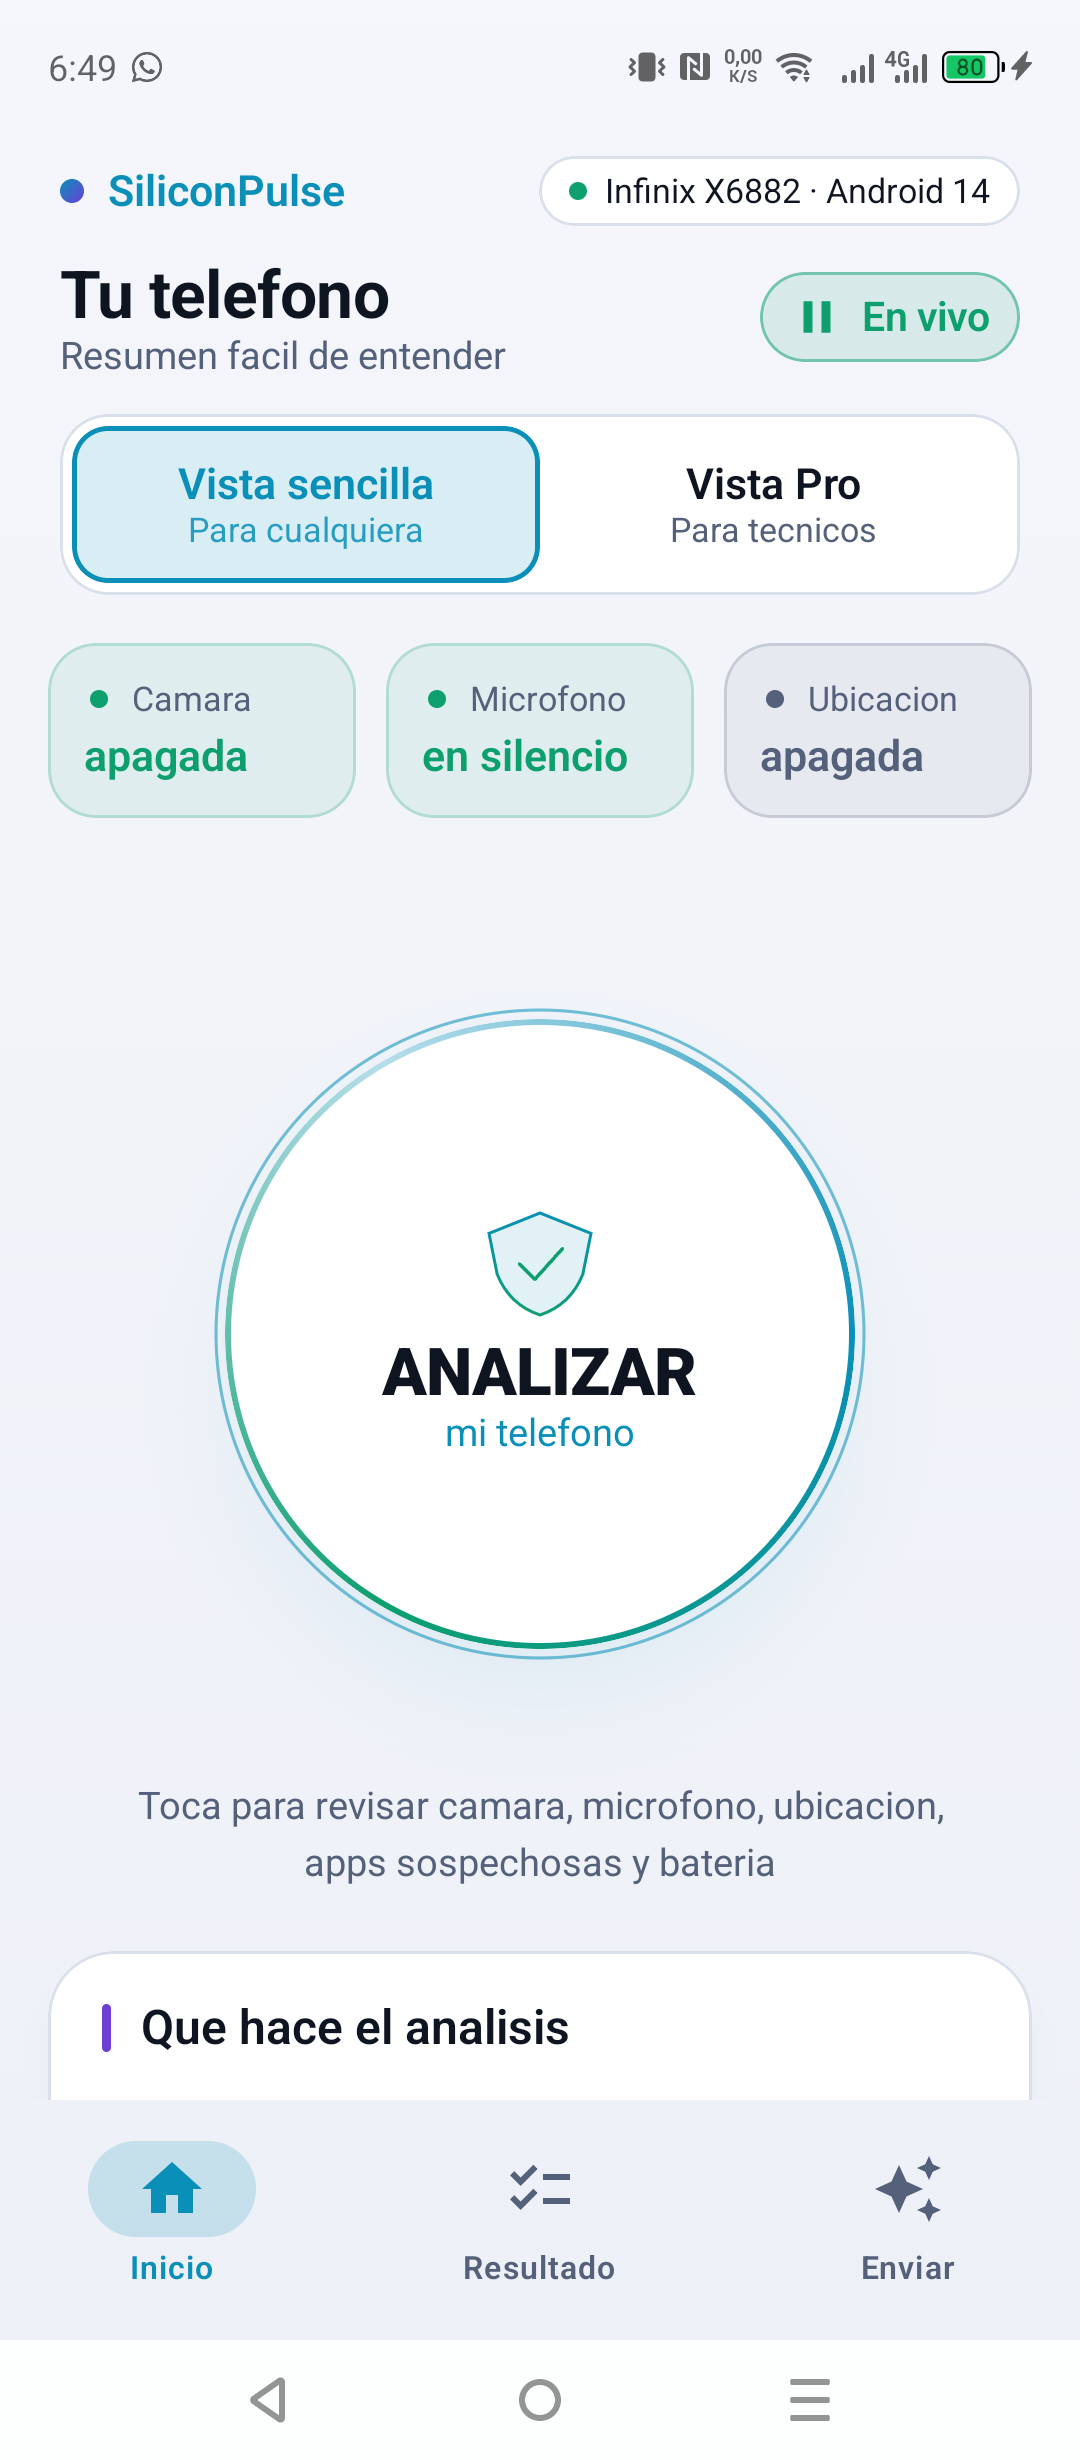 6:49
0,00
K/S
4G
80
SiliconPulse
Infinix X6882 · Android 14
Tu telefono
Resumen facil de entender
En vivo
Vista sencilla
Para cualquiera
Vista Pro
Para tecnicos
Camara
apagada
Microfono
en silencio
Ubicacion
apagada
ANALIZAR
mi telefono
Toca para revisar camara, microfono, ubicacion,
apps sospechosas y bateria
Que hace el analisis
Inicio
Resultado
Enviar